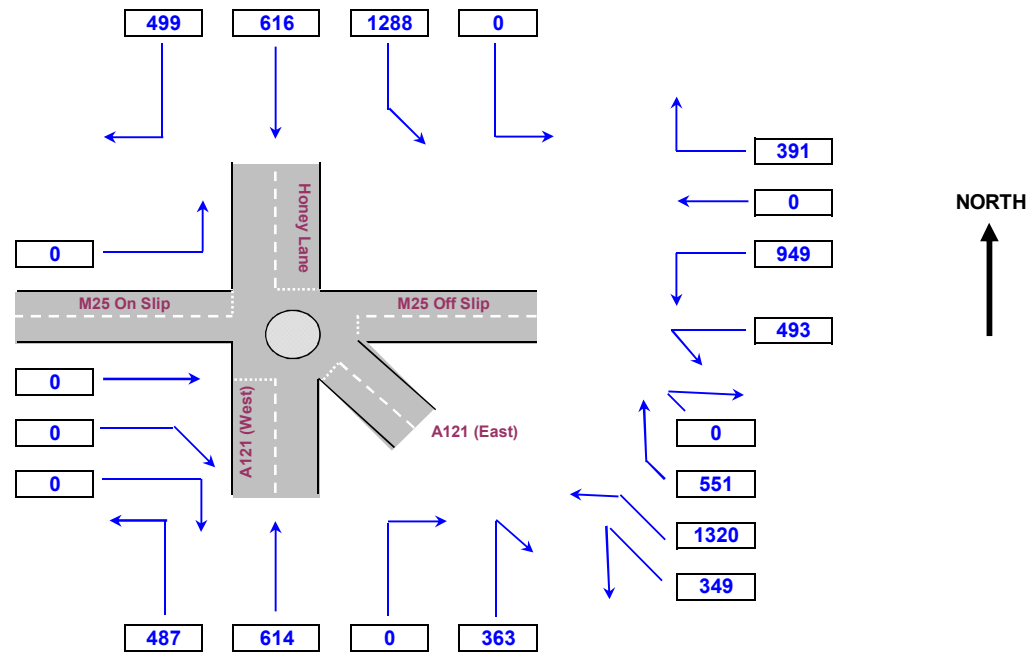 499 616 1288 0
391
0
NORTH
949
0
Honey Lane
M25 On Slip
M25 Off Slip
493
0
0
A121 (West)
A121 (East)
0
0
551
1320
349
487 614 0 363